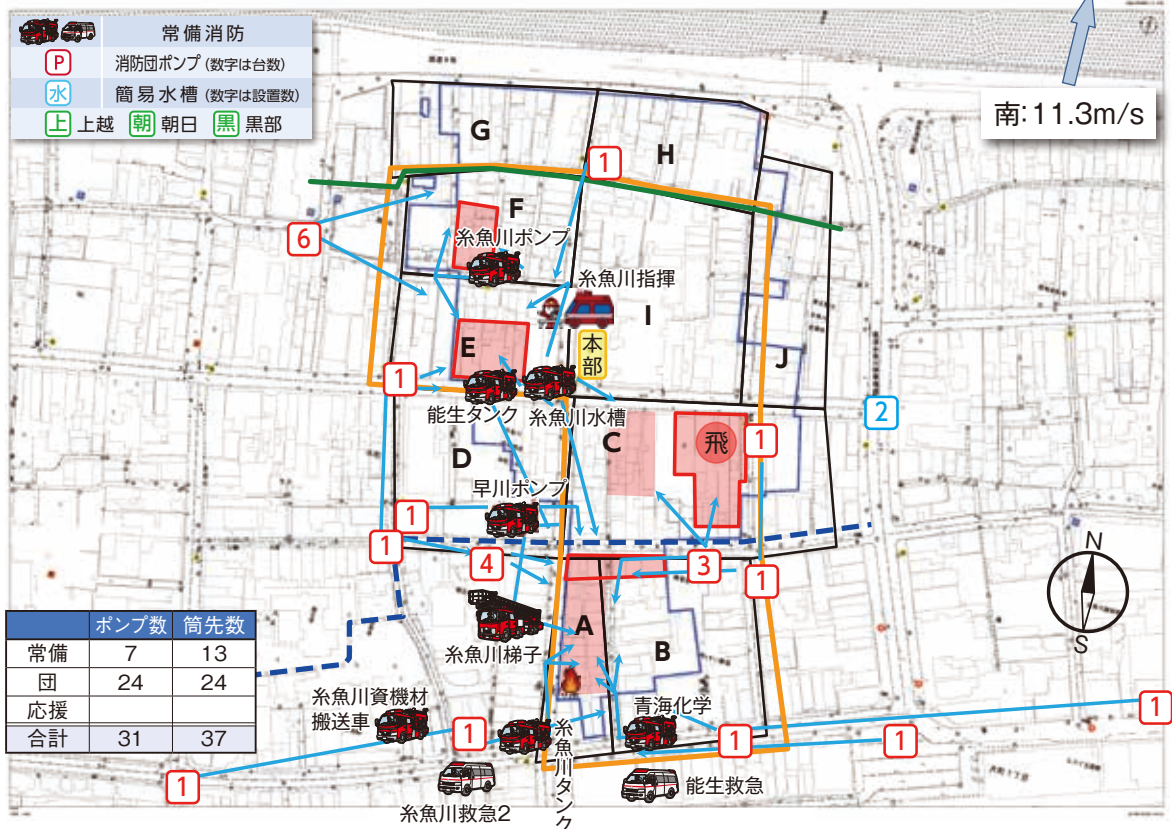 常備消防
P 消防団ポンプ (数字は台数)
水 簡易水槽 (数字は設置数)
上 上越 朝 朝日 黒 黒部
南:11.3m/s
G
H
1
F
6
糸魚川ポンプ
糸魚川指揮
I
本部
E
J
1
能生タンク
糸魚川水槽
2
C
飛
1
D
早川ポンプ
1
1
4
3
1
N
S
糸魚川梯子
A
B
ポンプ数 筒先数
常備 7 13
団 24 24
応援
合計 31 37
糸魚川資機材
搬送車
1
糸魚川タンク
青海化学
1
1
1
1
糸魚川救急2
能生救急